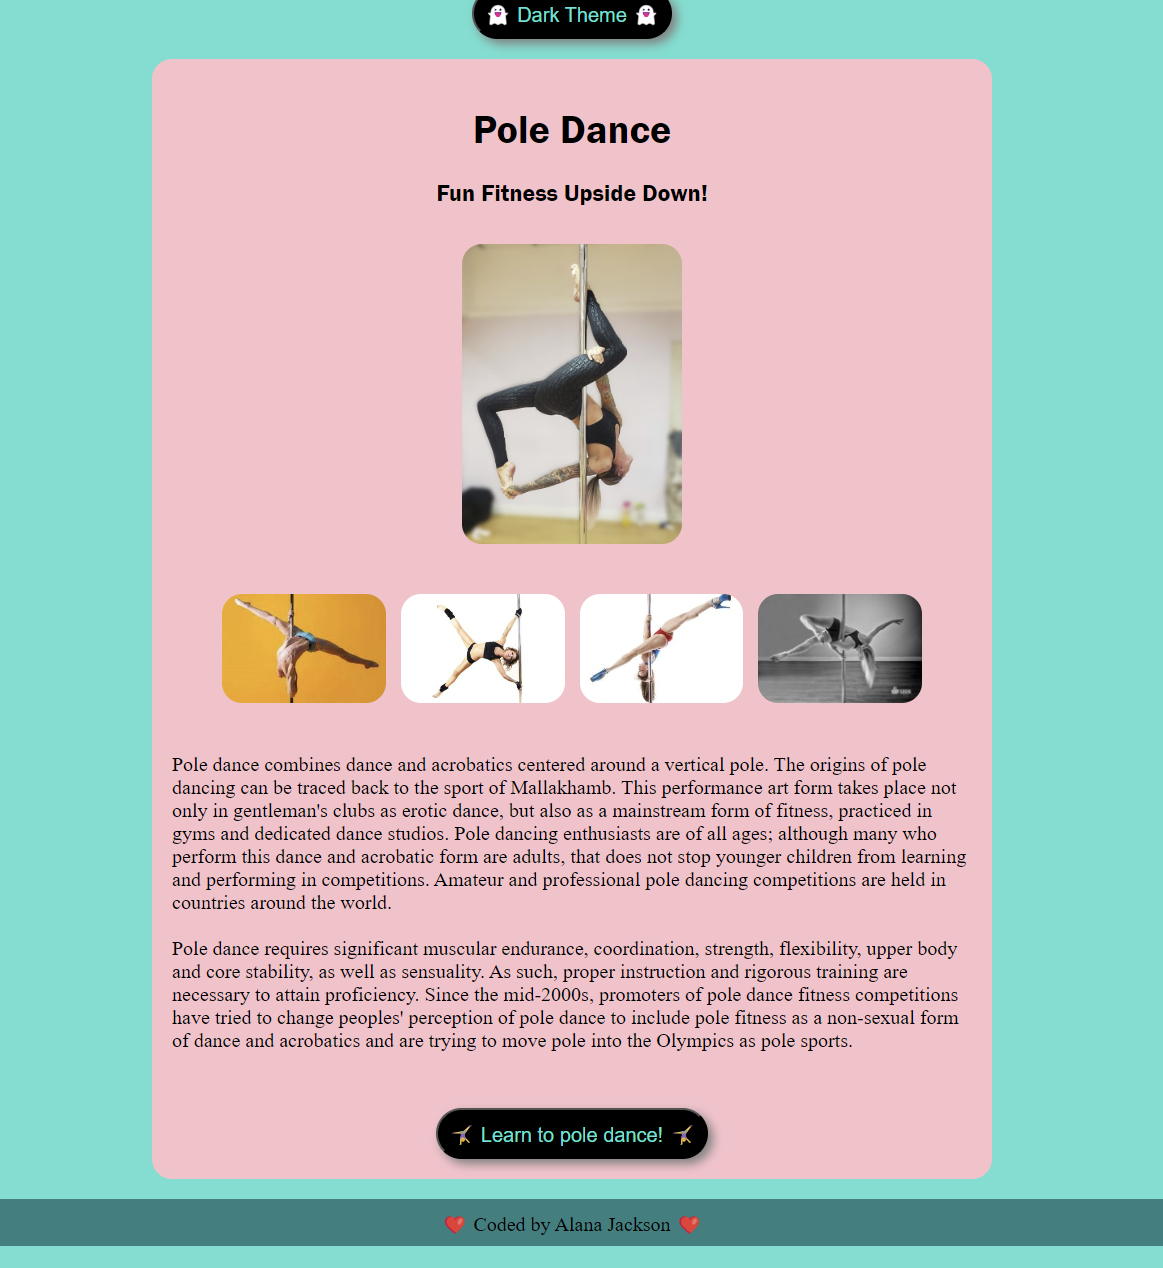 👻 Dark Theme 👻
Pole Dance
Fun Fitness Upside Down!
Pole dance combines dance and acrobatics centered around a vertical pole. The origins of pole
dancing can be traced back to the sport of Mallakhamb. This performance art form takes place not
only in gentleman's clubs as erotic dance, but also as a mainstream form of fitness, practiced in
gyms and dedicated dance studios. Pole dancing enthusiasts are of all ages; although many who
perform this dance and acrobatic form are adults, that does not stop younger children from learning
and performing in competitions. Amateur and professional pole dancing competitions are held in
countries around the world.
Pole dance requires significant muscular endurance, coordination, strength, flexibility, upper body
and core stability, as well as sensuality. As such, proper instruction and rigorous training are
necessary to attain proficiency. Since the mid-2000s, promoters of pole dance fitness competitions
have tried to change peoples' perception of pole dance to include pole fitness as a non-sexual form
of dance and acrobatics and are trying to move pole into the Olympics as pole sports.
🤸‍♀️ Learn to pole dance! 🤸‍♀️
❤️ Coded by Alana Jackson ❤️